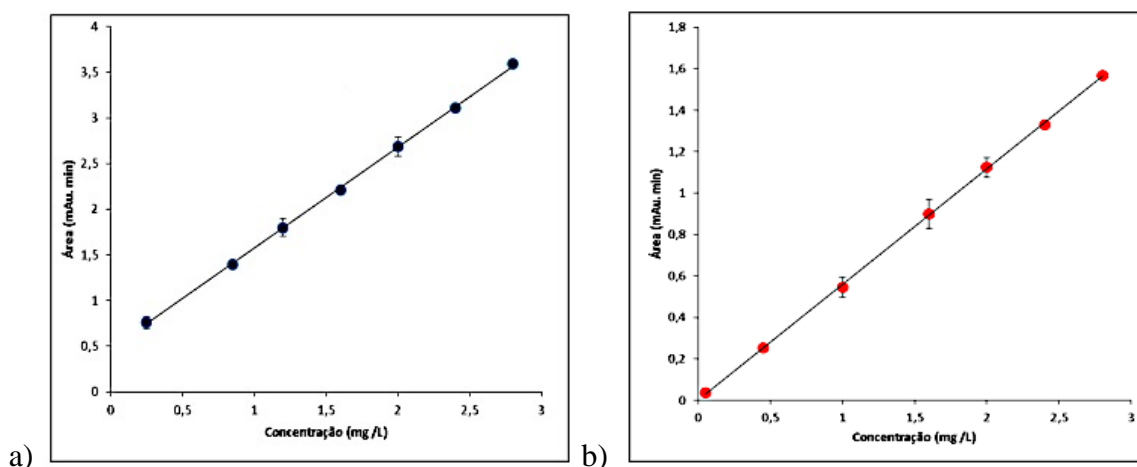 4
3,5
3
2,5
2
1,5
1
0,5
0
Área (mAu. min)
0 0,5 1 1,5 2 2,5 3
Concentração (mg /L)
a)
1,8
1,6
1,4
1,2
1
0,8
0,6
0,4
0,2
0
Área (mAu. min)
0 0,5 1 1,5 2 2,5 3
Concentração (mg /L)
b)